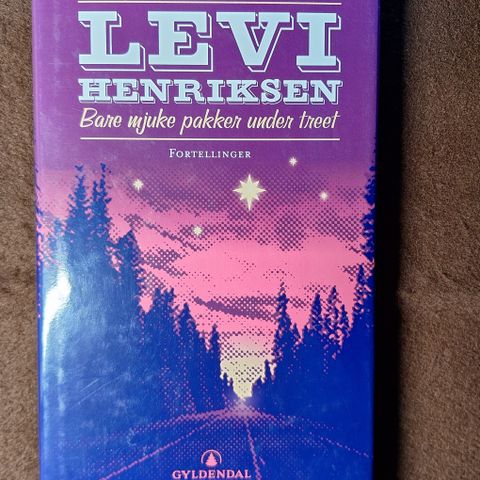 LEVI
HENRIKSEN
Bare mjuke pakker under treet
FORTELLINGER
GYLDENDAL